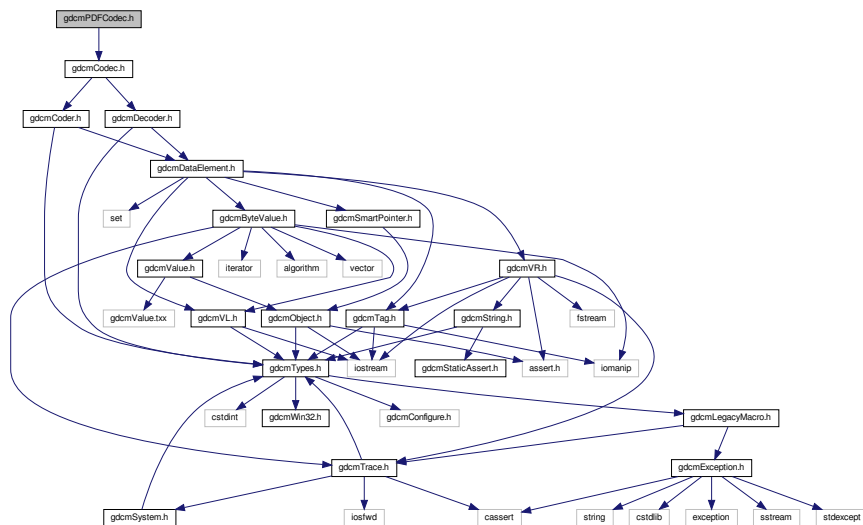 gdcmPDFCodec.h
gdcmCodec.h
gdcmCoder.h
gdcmDecoder.h
gdcmDataElement.h
set
gdcmByteValue.h
gdcmSmartPointer.h
gdcmValue.h
iterator
algorithm
vector
gdcmVR.h
gdcmValue.txx
gdcmVL.h
gdcmObject.h
gdcmTag.h
gdcmString.h
fstream
gdcmTypes.h
iostream
gdcmStaticAssert.h
assert.h
iomanip
cstdint
gdcmWin32.h
gdcmConfigure.h
gdcmLegacyMacro.h
gdcmTrace.h
gdcmException.h
gdcmSystem.h
iosfwd
cassert
string
cstdlib
exception
sstream
stdexcept